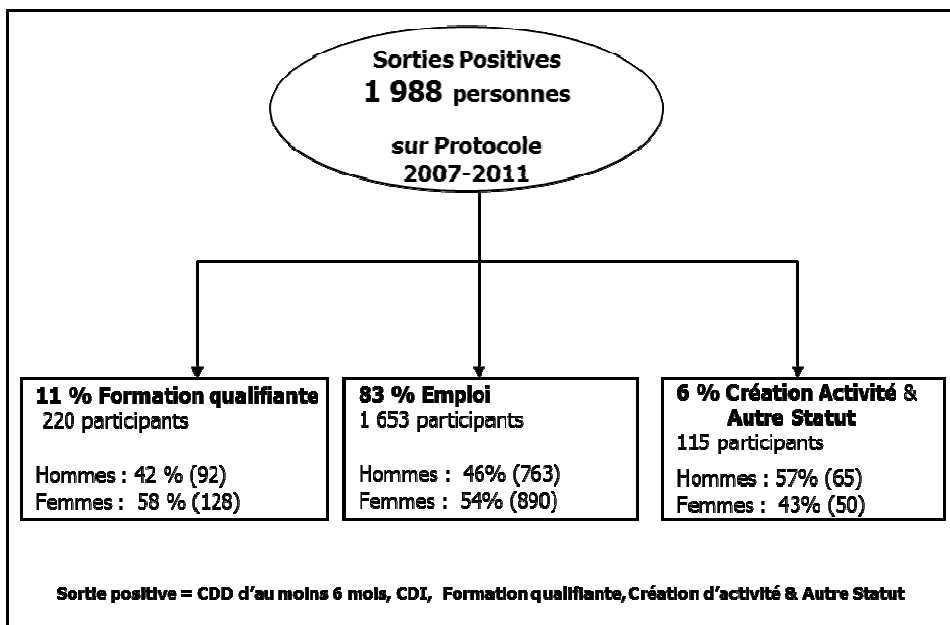 Sorties Positives
1 988 personnes
sur Protocole
2007-2011
11 % Formation qualifiante
220 participants
Hommes : 42 % (92)
Femmes : 58 % (128)
83 % Emploi
1 653 participants
Hommes : 46% (763)
Femmes : 54% (890)
6 % Création Activité &
Autre Statut
115 participants
Hommes : 57% (65)
Femmes : 43% (50)
Sortie positive = CDD d'au moins 6 mois, CDI, Formation qualifiante, Création d'activité & Autre Statut